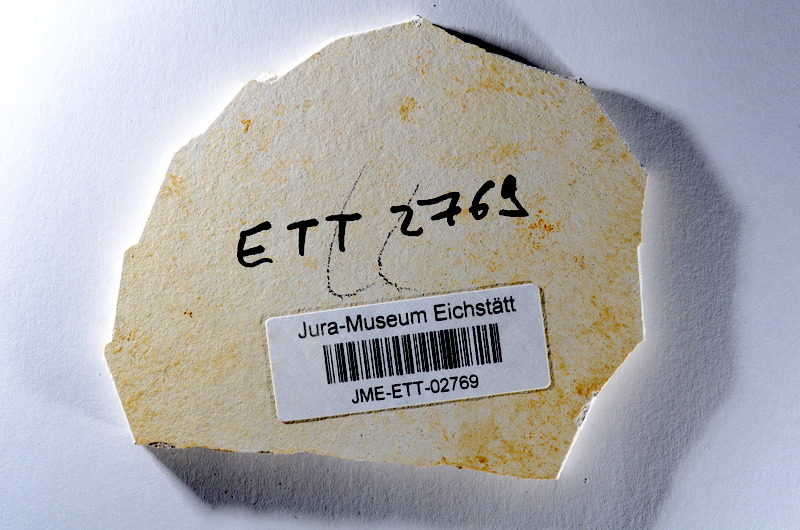 ETT 2769
Jura-Museum Eichstätt
JME-ETT-02769